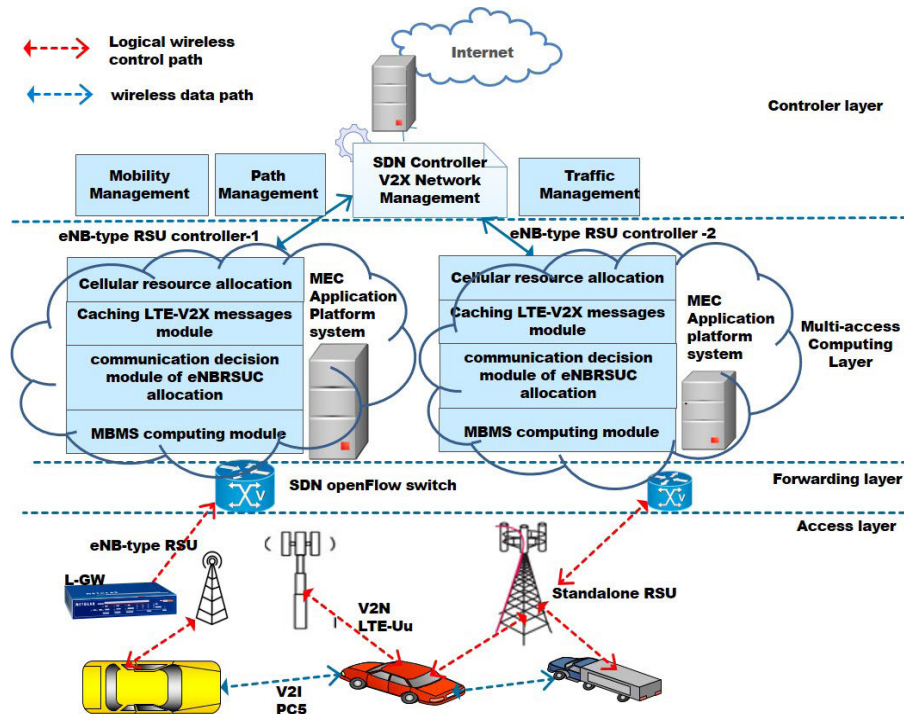 Logical wireless
control path
wireless data path
Internet
Controler layer
Mobility
Management
Path
Management
SDN Controller
V2X Network
Management
Traffic
Management
eNB-type RSU controller-1
eNB-type RSU controller -2
Cellular resource allocation
Caching LTE-V2X messages
module
communication decision
module of eNBRSUC
allocation
MBMS computing module
MEC
Application
Platform
system
Cellular resource allocation
Caching LTE-V2X messages
module
communication decision
module of eNBRSUC
allocation
MBMS computing module
MEC
Application
platform
system
Multi-access
Computing
Layer
V
SDN openFlow switch
V
Forwarding layer
Access layer
eNB-type RSU
L-GW
NETGEAR
V2N
LTE-Uu
Standalone RSU
V2I
PC5